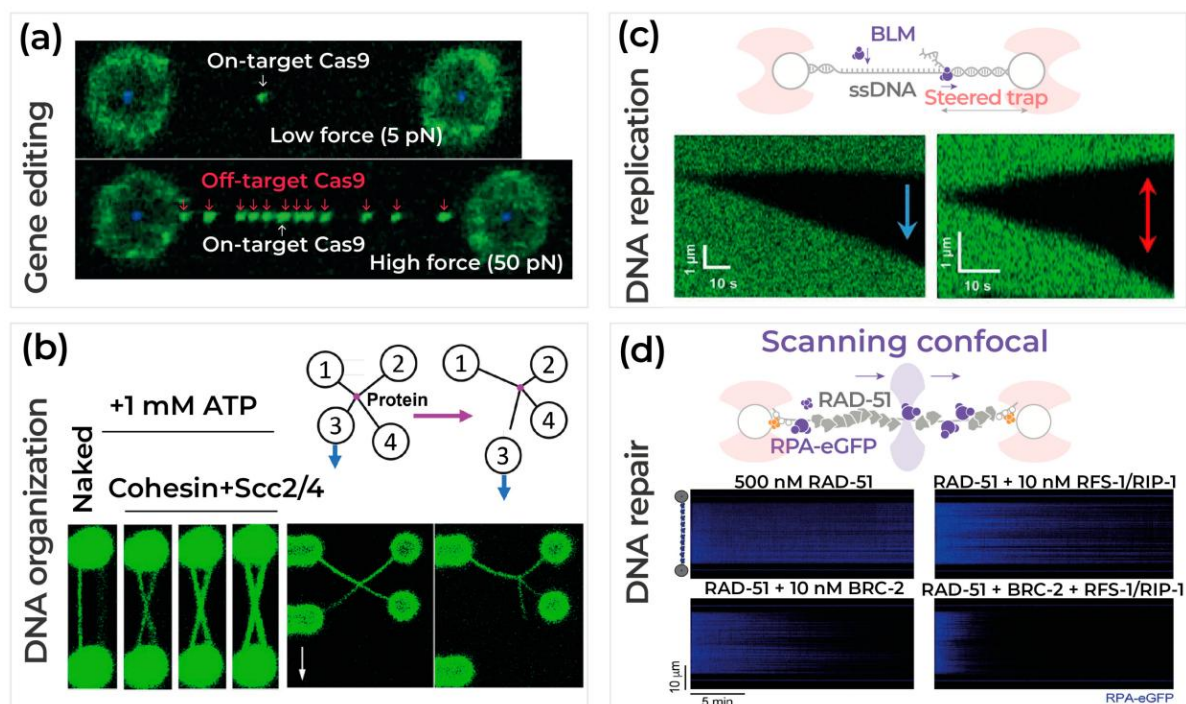 (a)
Gene editing
On-target Cas9
Low force (5 pN)
Off-target Cas9
On-target Cas9
High force (50 pN)
(b)
DNA organization
Naked
+1 mM ATP
Cohesin+Scc2/4
1
2
Protein
3
4
1
2
4
3
(c)
DNA replication
BLM
ssDNA
Steered trap
1 μm
10 s
1 μm
10 s
(d)
DNA repair
Scanning confocal
RAD-51
RPA-eGFP
500 nM RAD-51
RAD-51 + 10 nM RFS-1/RIP-1
RAD-51 + 10 nM BRC-2
RAD-51 + BRC-2 + RFS-1/RIP-1
10 μm
5 min
RPA-eGFP